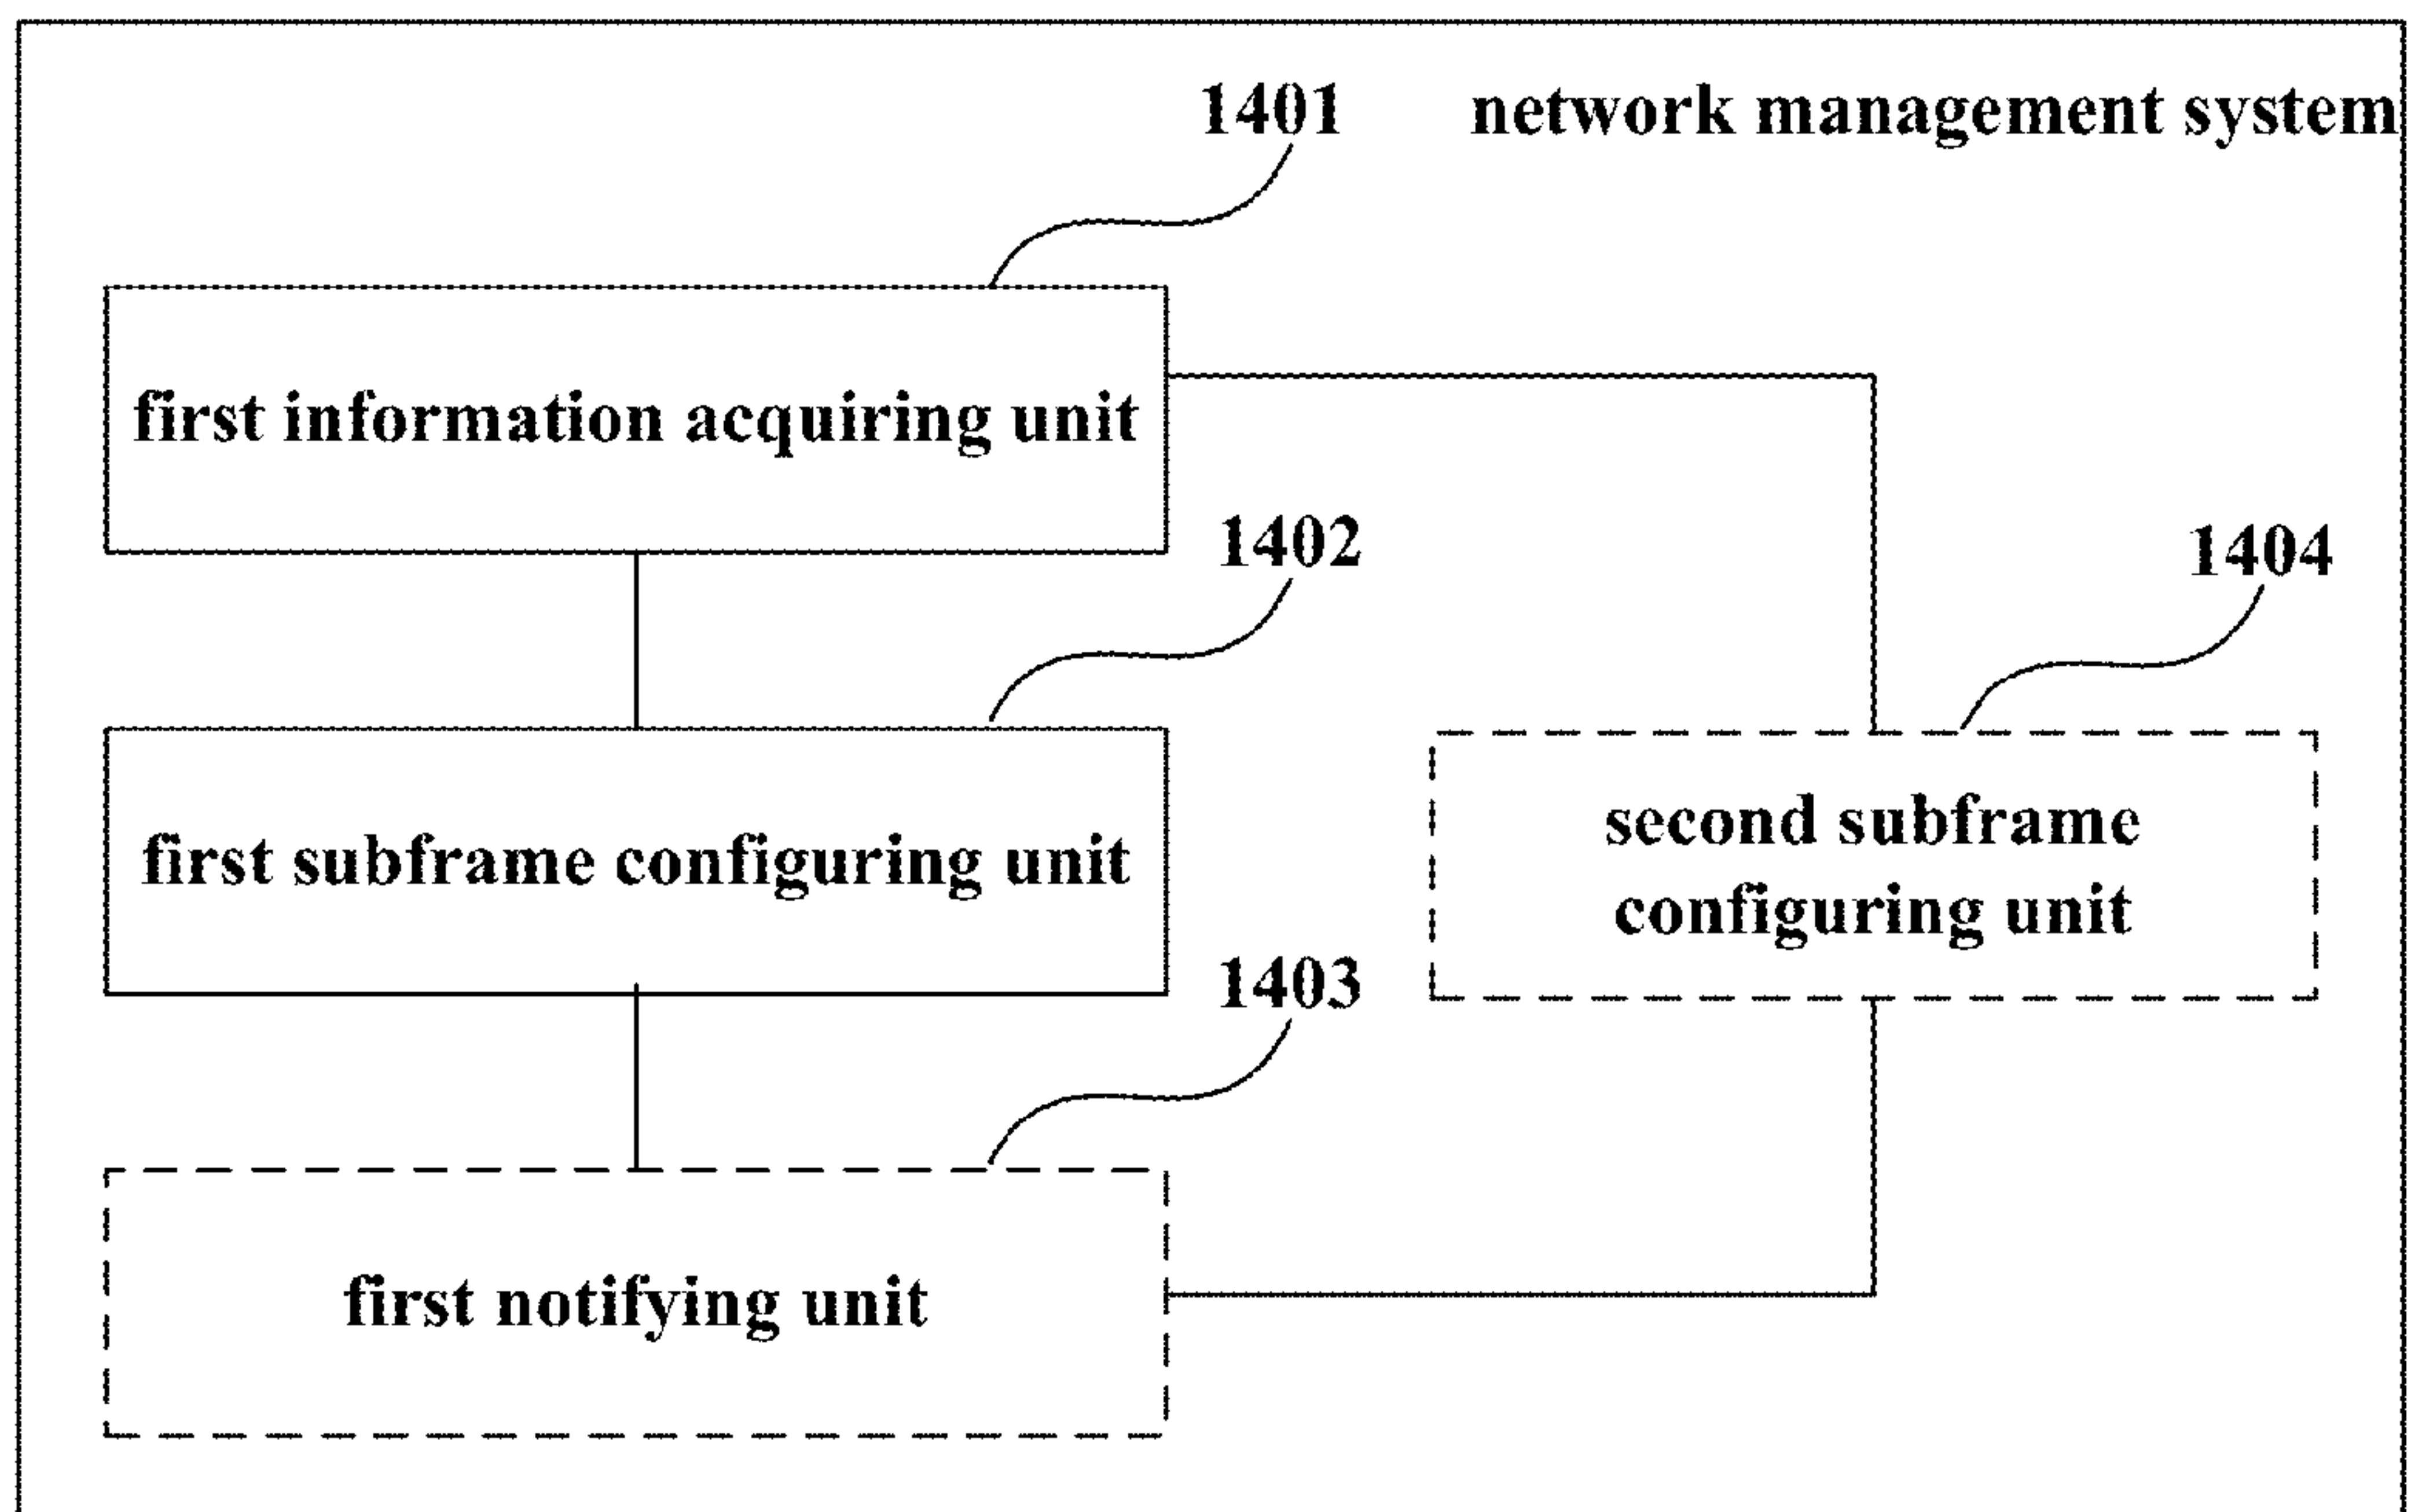 1401
network management system
first information acquiring unit
1402
1404
first subframe configuring unit
second subframe
configuring unit
1403
first notifying unit